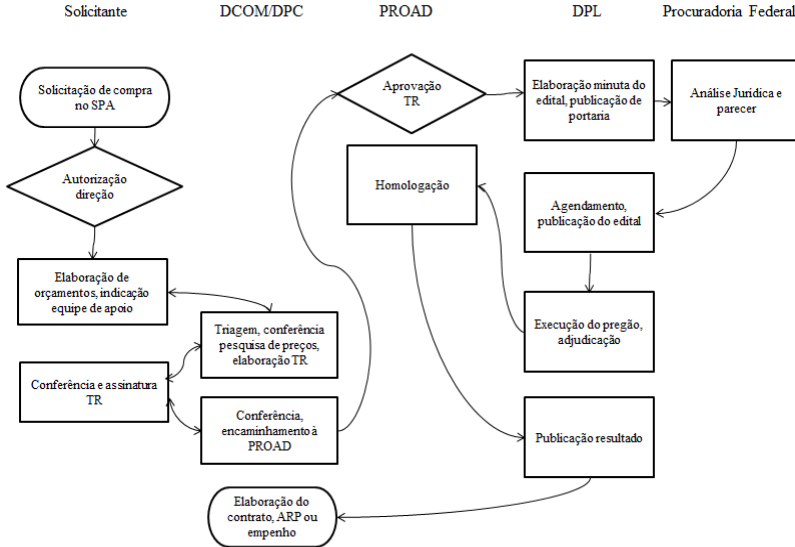 Solicitante
DCOM/DPC
PROAD
DPL
Procuradoria Federal
Solicitação de compra
no SPA
Autorização
direção
Elaboração de
orçamentos, indicação
equipe de apoio
Triagem, conferência
pesquisa de preços,
elaboração TR
Conferência e assinatura
TR
Conferência,
encaminhamento à
PROAD
Aprovação
TR
Elaboração minuta do
edital, publicação de
portaria
Análise Jurídica e
parecer
Agendamento,
publicação do edital
Execução do pregão,
adjudicação
Homologação
Publicação resultado
Elaboração do
contrato, ARP ou
empenho